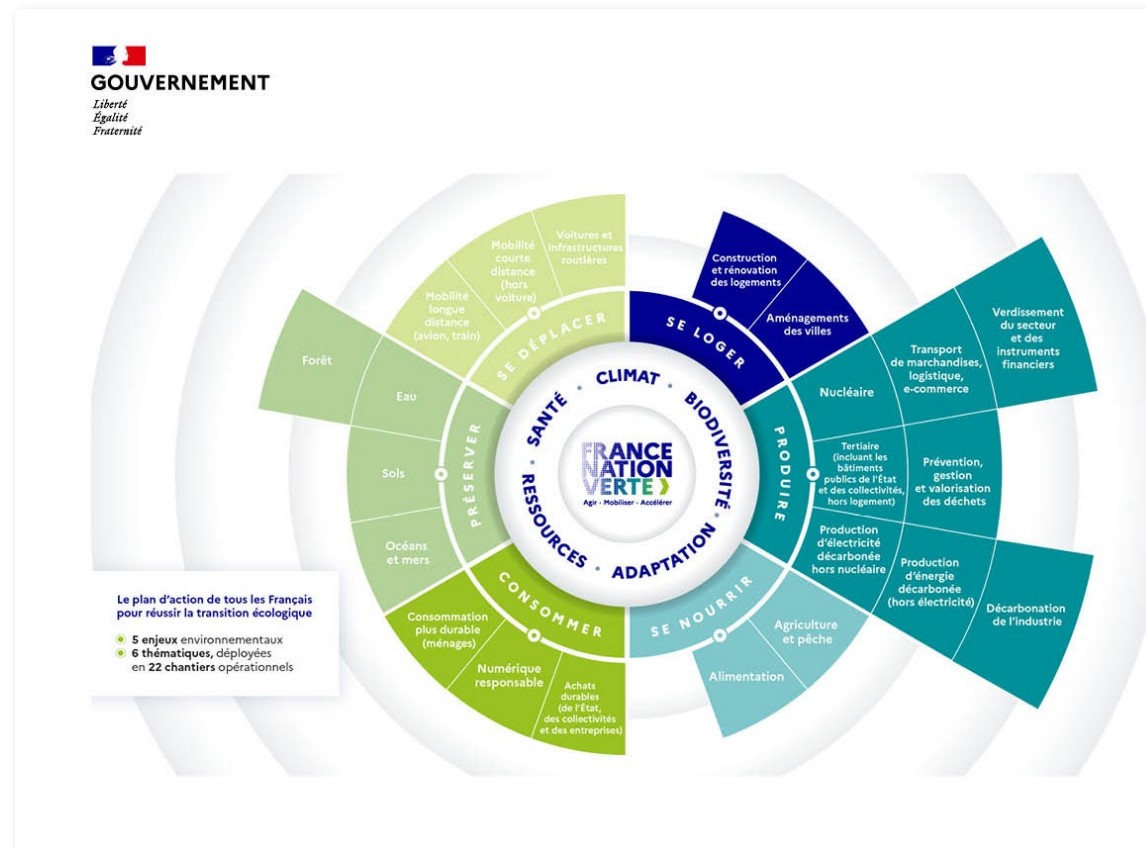 GOUVERNEMENT
Liberté
Égalité
Fraternité
Voitures et
infrastructures
routières
Mobilité
courte
distance
(hors
voiture)
Mobilité
longue
distance
(avion, train)
SE DÉPLACER
Construction
et rénovation
des logements
Aménagements
des villes
SE LOGER
Verdissement
du secteur
et des
instruments
financiers
Transport
de marchandises,
logistique,
e-commerce
Nucléaire
Tertiaire
(incluant les
bâtiments
publics de l'État
et des collectivités,
hors logement)
Prévention,
gestion
et valorisation
des déchets
Production
d'électricité
décarbonée
hors nucléaire
Production
d'énergie
décarbonée
(hors électricité)
Décarbonation
de l'industrie
PRODUIRE
Forêt
Eau
Sols
Océans
et mers
PRÉSERVER
CLIMAT
BIODIVERSITÉ
ADAPTATION
RESSOURCES
SANTÉ
FRANCE
NATION
VERTE
Agir • Mobiliser • Accélérer
CONSOMMER
Consommation
plus durable
(ménages)
Numérique
responsable
Achats
durables
(de l'État,
des collectivités
et des entreprises)
SE NOURRIR
Agriculture
et pêche
Alimentation
Le plan d'action de tous les Français
pour réussir la transition écologique
5 enjeux environnementaux
6 thématiques, déployées
en 22 chantiers opérationnels